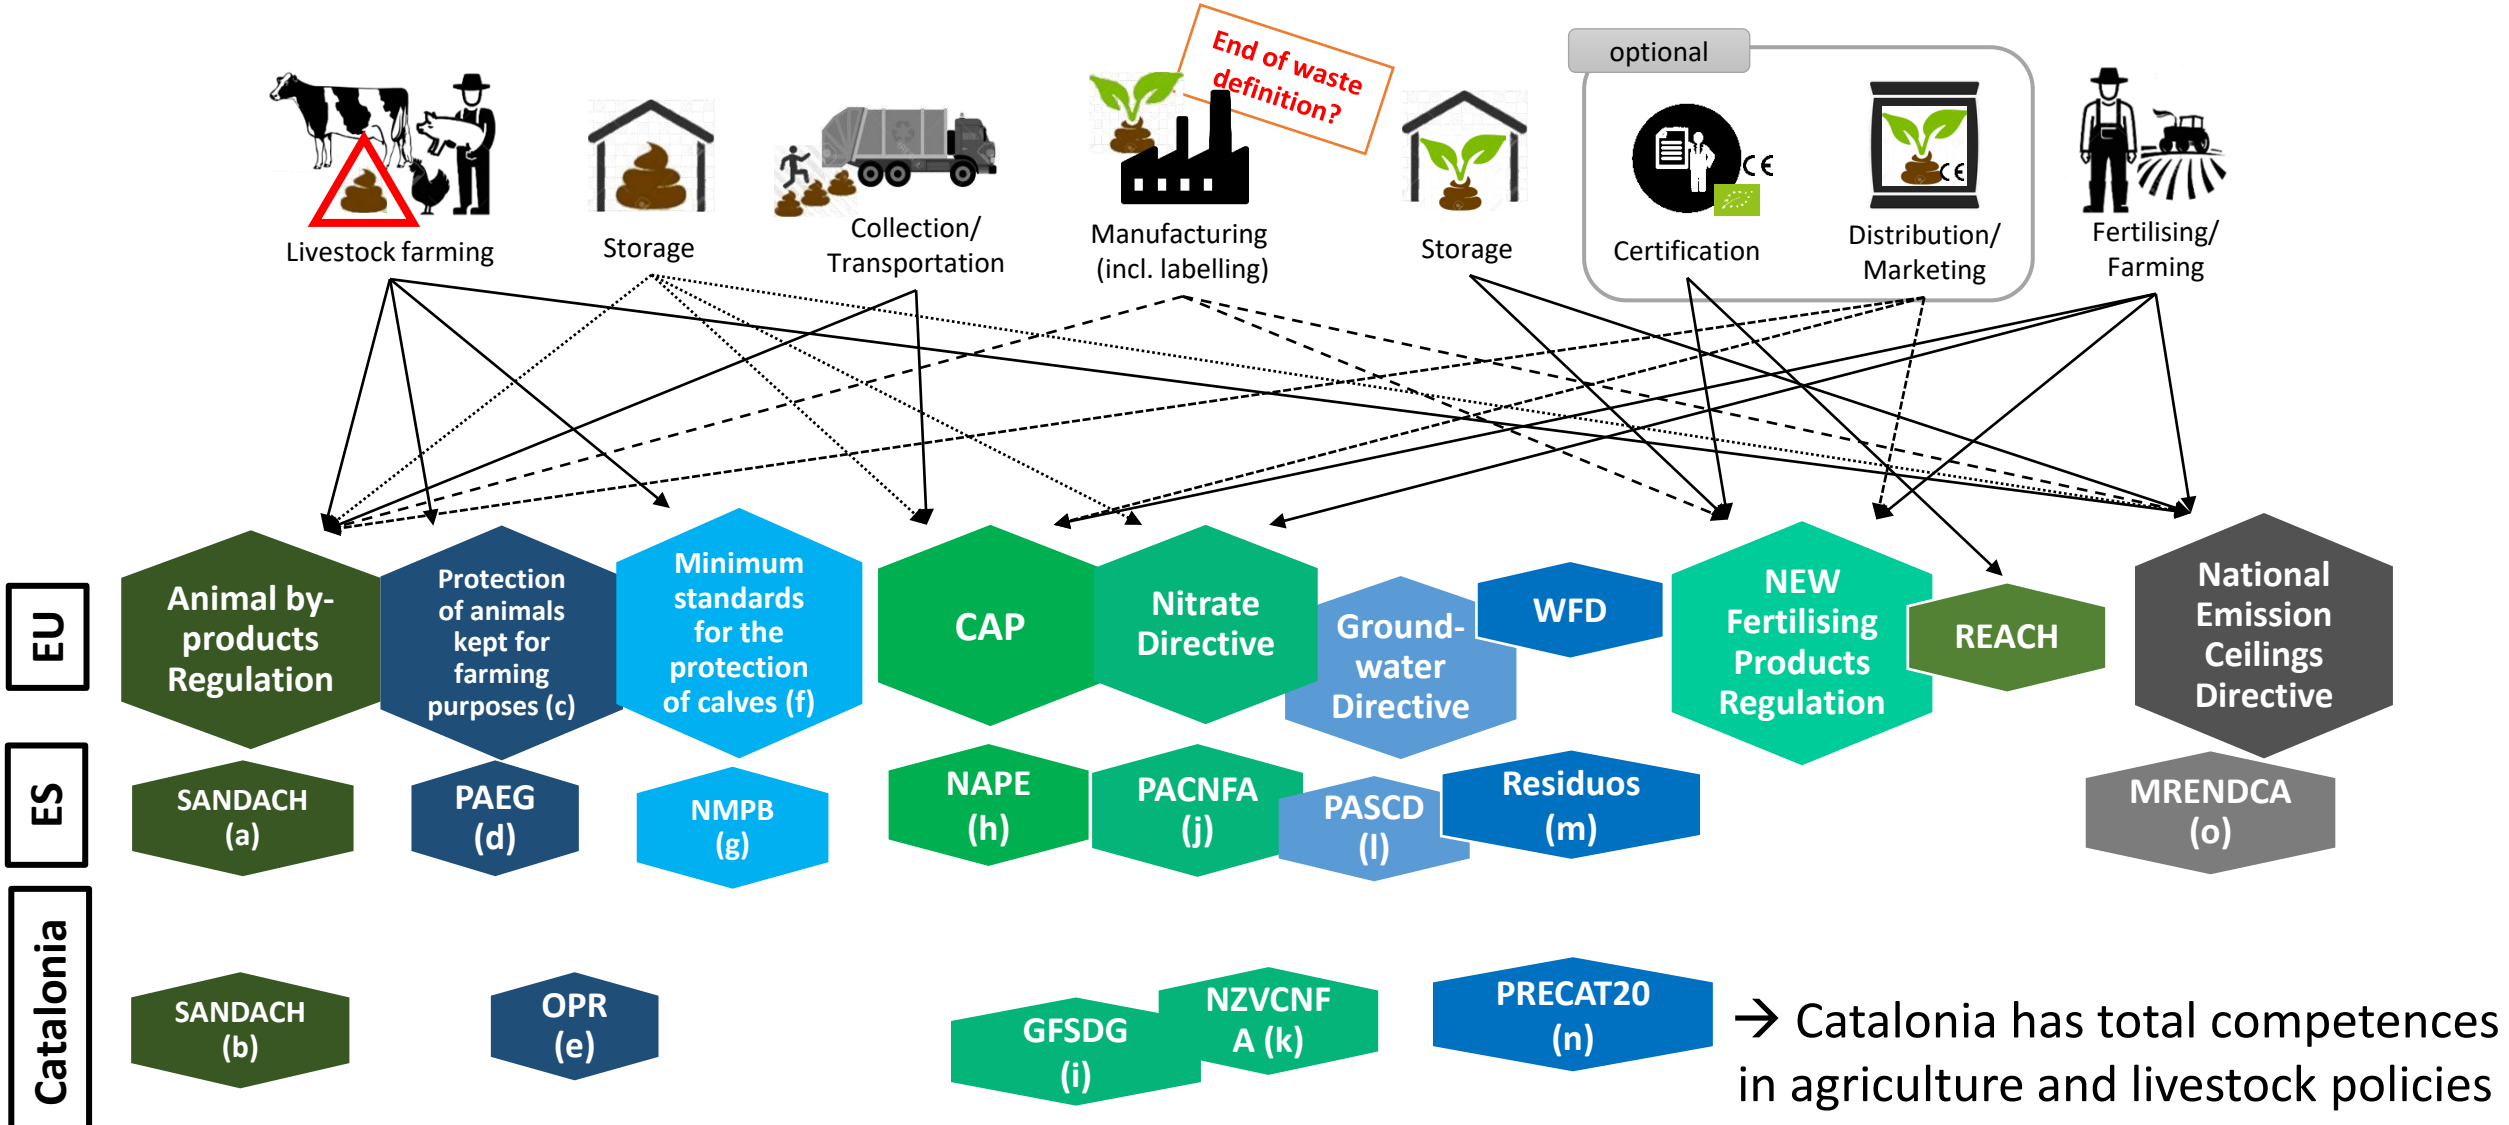 End of waste
definition?
optional
Livestock farming
Storage
Collection/
Transportation
Manufacturing
(incl. labelling)
Storage
CE
Certification
CE
Distribution/
Marketing
Fertilising/
Farming
EU
Animal by-
products
Regulation
Protection
of animals
kept for
farming
purposes (c)
Minimum
standards
for the
protection
of calves (f)
CAP
Nitrate
Directive
Ground-
water
Directive
WFD
NEW
Fertilising
Products
Regulation
REACH
National
Emission
Ceilings
Directive
ES
SANDACH
(a)
PAEG
(d)
NMPB
(g)
NAPE
(h)
PACNFA
(j)
PASCD
(l)
Residuos
(m)
MRENDCA
(o)
Catalonia
SANDACH
(b)
OPR
(e)
GFSDG
(i)
NZVCNF
A (k)
PRECAT20
(n)
→ Catalonia has total competences
in agriculture and livestock policies